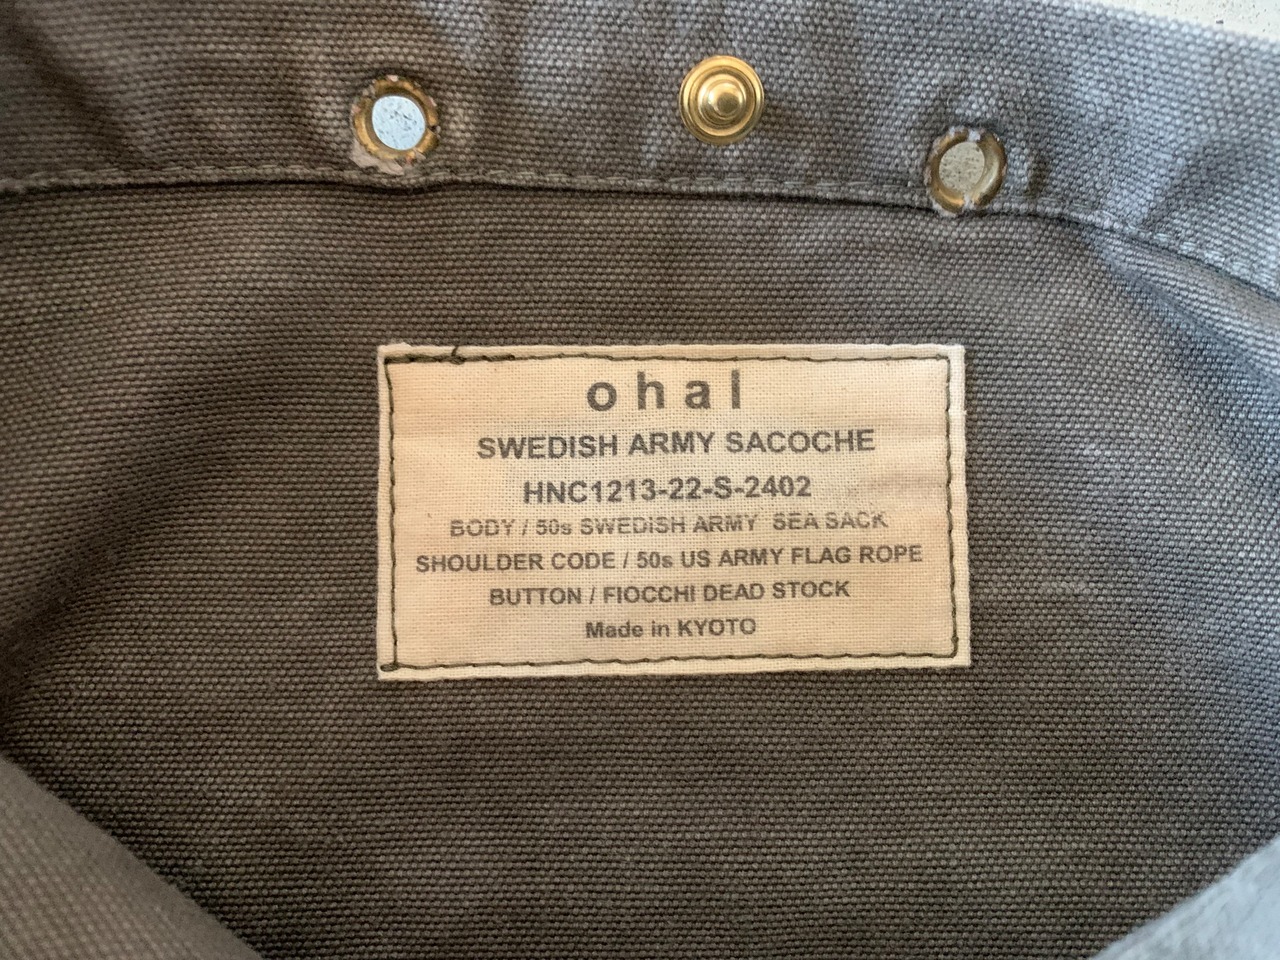 ohal
SWEDISH ARMY SACOCHE
HNC1213-22-S-2402
BODY / 50s SWEDISH ARMY SEA SACK
SHOULDER CODE / 50s US ARMY FLAG ROPE
BUTTON / FIOCCHI DEAD STOCK
Made in KYOTO